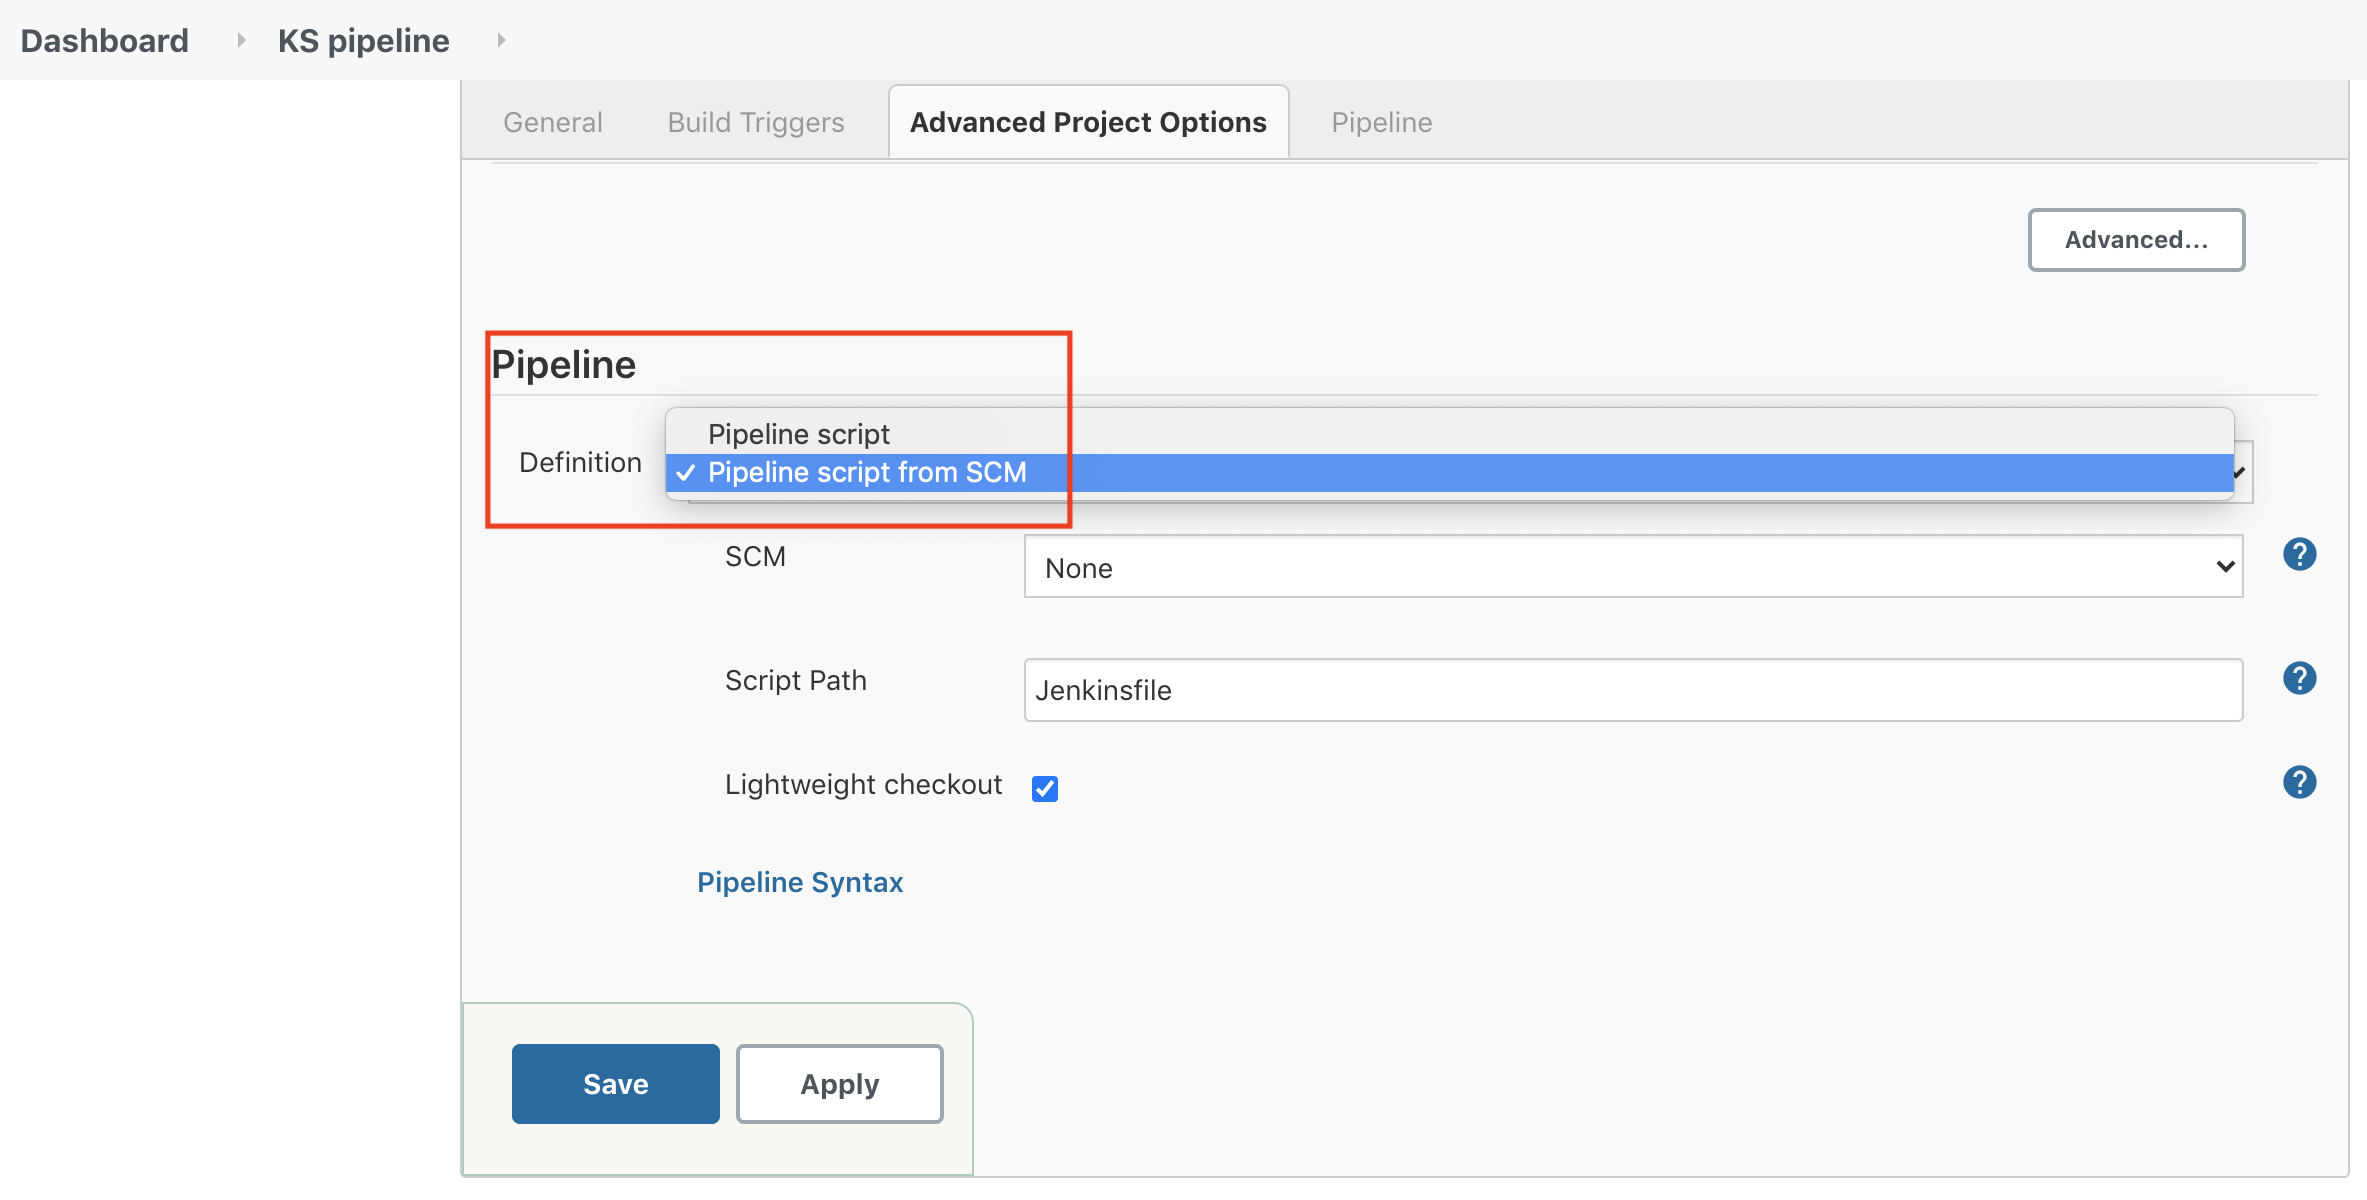 Dashboard KS pipeline
General Build Triggers Advanced Project Options Pipeline
Advanced...
Pipeline
Definition
Pipeline script
✓ Pipeline script from SCM
SCM None ?
Script Path Jenkinsfile ?
Lightweight checkout ?
Pipeline Syntax
Save Apply